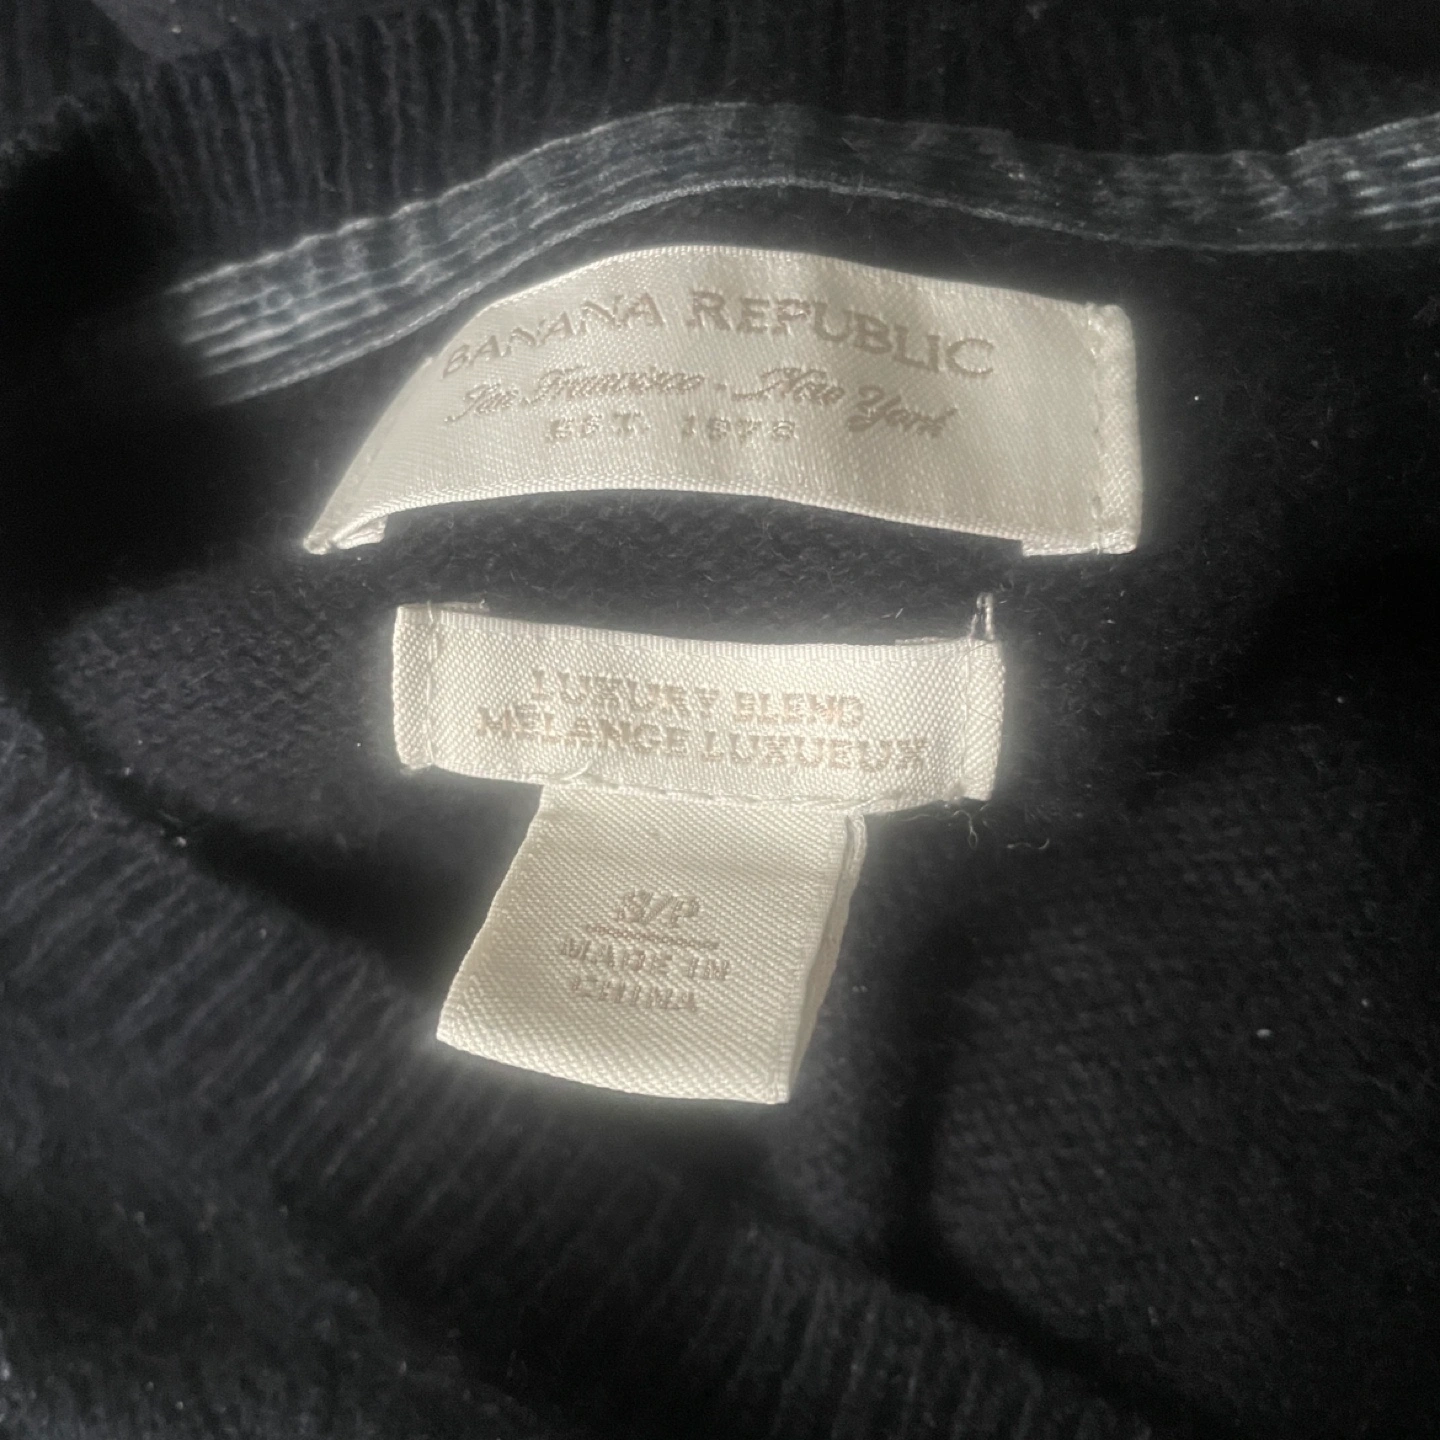 BANANA REPUBLIC
San Francisco - New York
EST. 1978
LUXURY BLEND
MELANGE LUXUEUX
S/P
MADE IN
CHINA